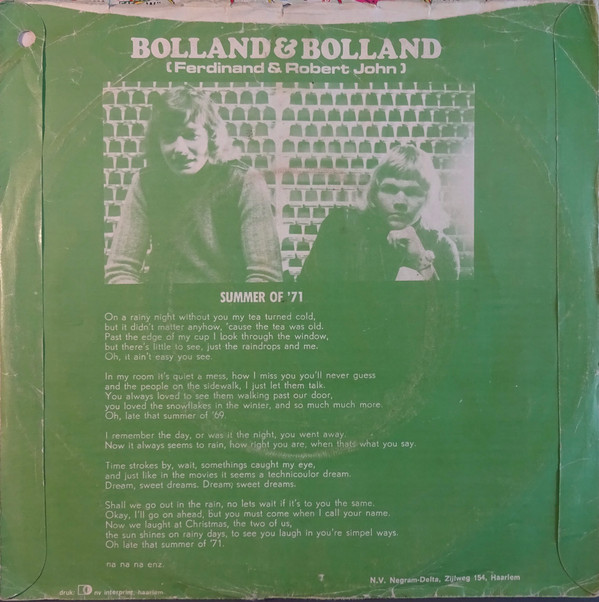 BOLLAND & BOLLAND
(Ferdinand & Robert John)
SUMMER OF '71
On a rainy night without you my tea turned cold,
but it didn't matter anyhow, 'cause the tea was old.
Past the edge of my cup I look through the window,
but there's little to see, just the raindrops and me.
Oh, it ain't easy you see.
In my room it's quiet a mess, how I miss you you'll never guess
and the people on the sidewalk, I just let them talk.
You always loved to see them walking past our door,
you loved the snowflakes in the winter, and so much much more.
Oh, late that summer of '69.
I remember the day, or was it the night, you went away.
Now it always seems to rain, how right you are, when thats what you say.
Time strokes by, wait, somethings caught my eye,
and just like in the movies it seems a technicoulor dream.
Dream, sweet dreams. Dream, sweet dreams.
Shall we go out in the rain, no lets wait if it's to you the same.
Okay, I'll go on ahead, but you must come when I call your name.
Now we laught at Christmas, the two of us,
the sun shines on rainy days, to see you laugh in you're simpel ways.
Oh late that summer of '71.
na na na enz.
N.V. Negram-Delta, Zijlweg 154, Haarlem
druk: nv interprint haarlem